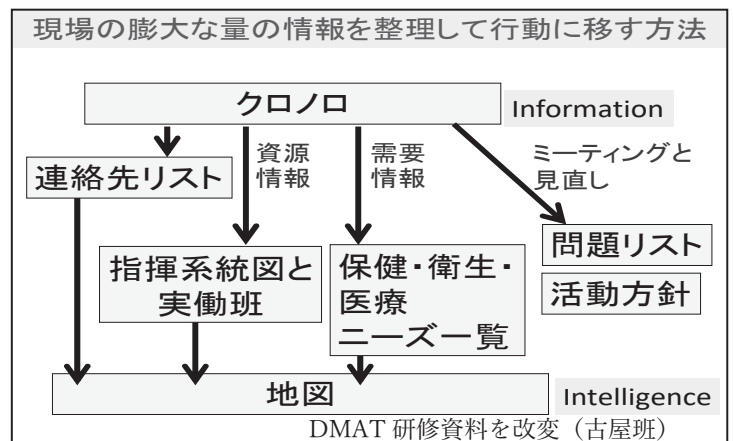 現場の膨大な量の情報を整理して行動に移す方法
クロノロ
Information
連絡先リスト
資源
情報
需要
情報
ミーティングと
見直し
指揮系統図と
実働班
保健・衛生・
医療
ニーズ一覧
問題リスト
活動方針
地図
Intelligence
DMAT 研修資料を改変（古屋班）